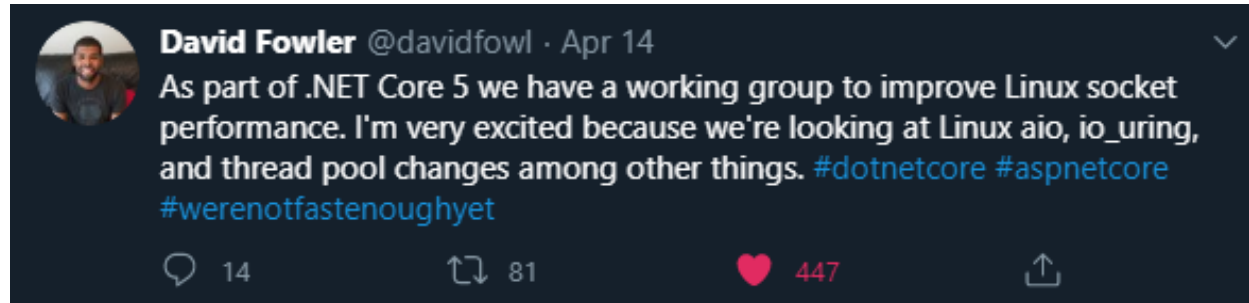 David Fowler @davidfowl · Apr 14
As part of .NET Core 5 we have a working group to improve Linux socket
performance. I'm very excited because we're looking at Linux aio, io_uring,
and thread pool changes among other things. #dotnetcore #aspnetcore
#werenotfastenoughyet
14 81 447